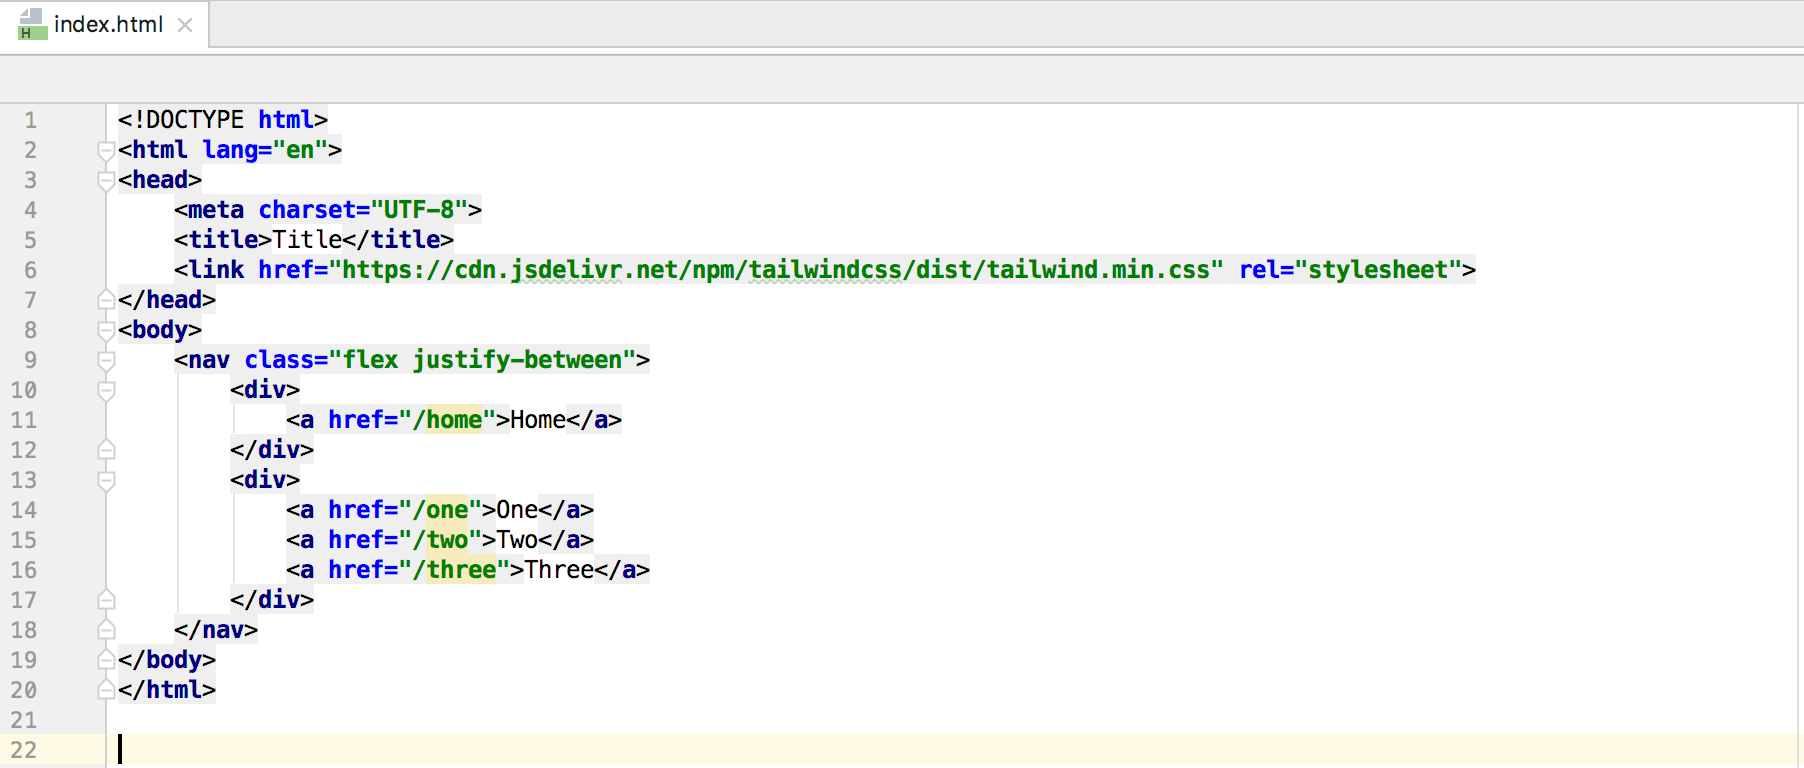 H index.html
1 <!DOCTYPE html>
2 <html lang="en">
3 <head>
4     <meta charset="UTF-8">
5     <title>Title</title>
6     <link href="https://cdn.jsdelivr.net/npm/tailwindcss/dist/tailwind.min.css" rel="stylesheet">
7 </head>
8 <body>
9     <nav class="flex justify-between">
10         <div>
11             <a href="/home">Home</a>
12         </div>
13         <div>
14             <a href="/one">One</a>
15             <a href="/two">Two</a>
16             <a href="/three">Three</a>
17         </div>
18     </nav>
19 </body>
20 </html>
21
22